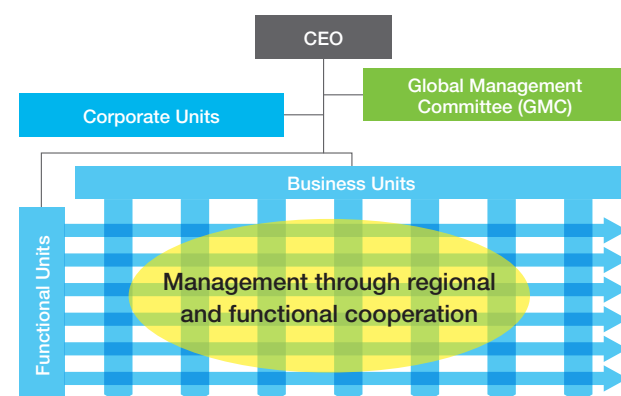 CEO
Global Management
Committee (GMC)
Corporate Units
Business Units
Functional Units
Management through regional
and functional cooperation